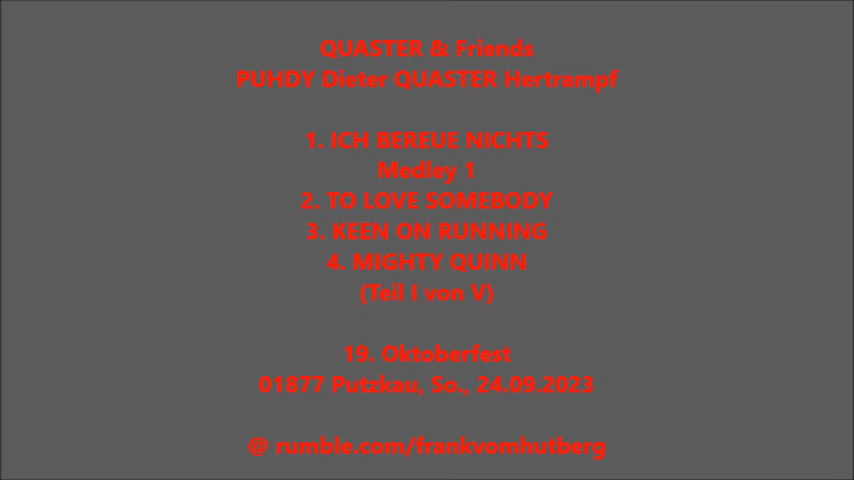 QUASTER & Friends
PUHDY Dieter QUASTER Hertrampf
1. ICH BEREUE NICHTS
Medley 1
2. TO LOVE SOMEBODY
3. KEEN ON RUNNING
4. MIGHTY QUINN
(Teil I von V)
19. Oktoberfest
01877 Putzkau, So., 24.09.2023
@ rumble.com/frankvomhutberg